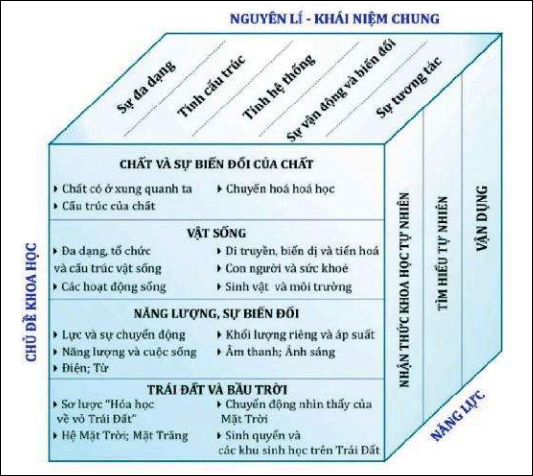 NGUYÊN LÍ - KHÁI NIỆM CHUNG
Sự đa dạng
Tính cấu trúc
Tính hệ thống
Sự vận động và biến đổi
Sự tương tác
CHỦ ĐỀ KHOA HỌC
CHẤT VÀ SỰ BIẾN ĐỔI CỦA CHẤT
Chất có ở xung quanh ta
Cấu trúc của chất
Chuyển hoá hoá học
VẬT SỐNG
Đa dạng, tổ chức
và cấu trúc vật sống
Các hoạt động sống
Di truyền, biến dị và tiến hoá
Con người và sức khoẻ
Sinh vật và môi trường
NĂNG LƯỢNG, SỰ BIẾN ĐỔI
Lực và sự chuyển động
Năng lượng và cuộc sống
Điện; Từ
Khối lượng riêng và áp suất
Âm thanh; Ánh sáng
TRÁI ĐẤT VÀ BẦU TRỜI
Sơ lược "Hóa học
về vỏ Trái Đất"
Hệ Mặt Trời; Mặt Trăng
Chuyển động nhìn thấy của
Mặt Trời
Sinh quyển và
các khu sinh học trên Trái Đất
NHẬN THỨC KHOA HỌC TỰ NHIÊN
TÌM HIỂU TỰ NHIÊN
VẬN DỤNG
NĂNG LỰC